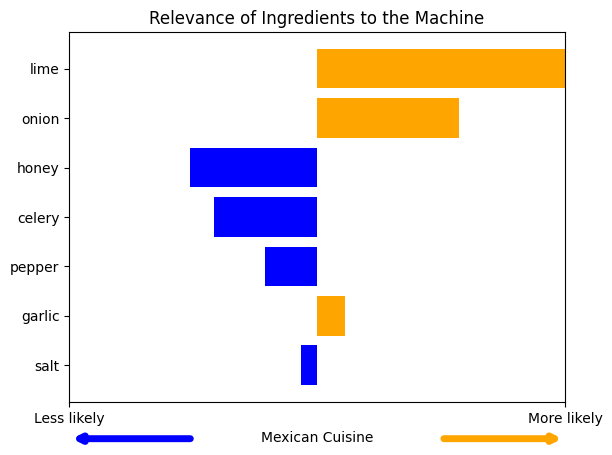 Relevance of Ingredients to the Machine
lime
onion
honey
celery
pepper
garlic
salt
Less likely
More likely
Mexican Cuisine